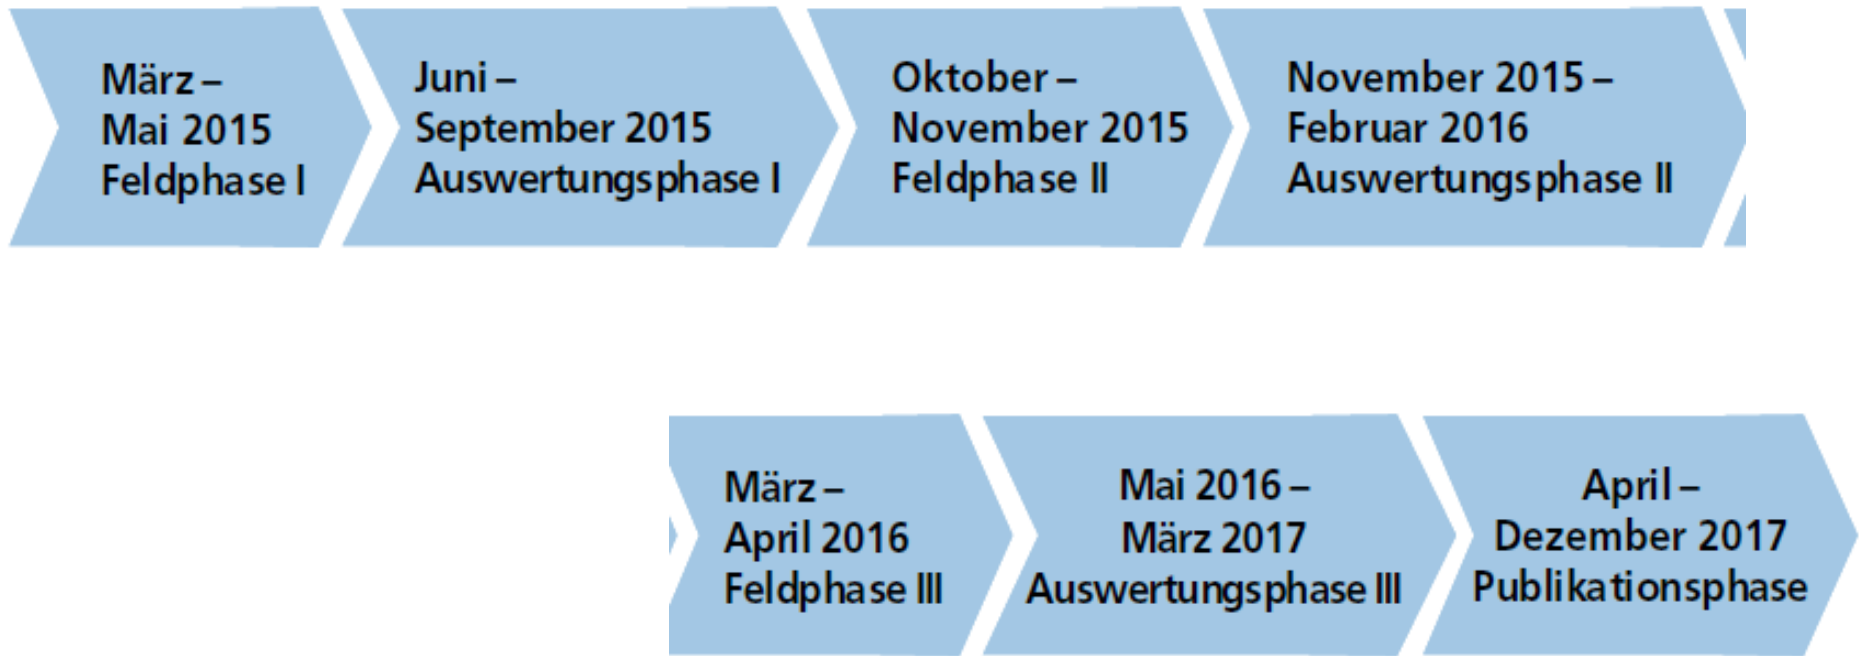 März –
Mai 2015
Feldphase I
Juni –
September 2015
Auswertungsphase I
Oktober –
November 2015
Feldphase II
November 2015 –
Februar 2016
Auswertungsphase II
März –
April 2016
Feldphase III
Mai 2016 –
März 2017
Auswertungsphase III
April –
Dezember 2017
Publikationsphase